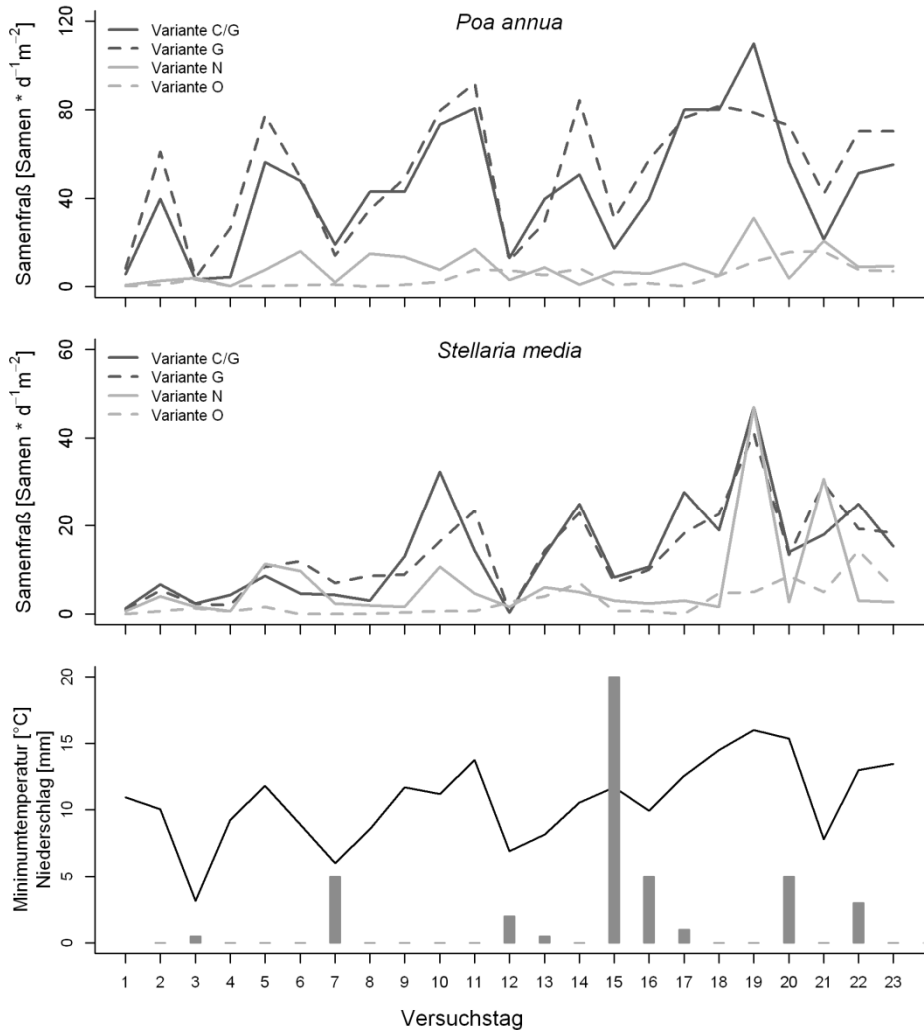 Poa annua
Samenfraß [Samen * d⁻¹m⁻²]
120
80
40
0
Variante C/G
Variante G
Variante N
Variante O
Stellaria media
Samenfraß [Samen * d⁻¹m⁻²]
60
40
20
0
Variante C/G
Variante G
Variante N
Variante O
Minimumtemperatur [°C]
Niederschlag [mm]
20
15
10
5
0
1 2 3 4 5 6 7 8 9 10 11 12 13 14 15 16 17 18 19 20 21 22 23
Versuchstag